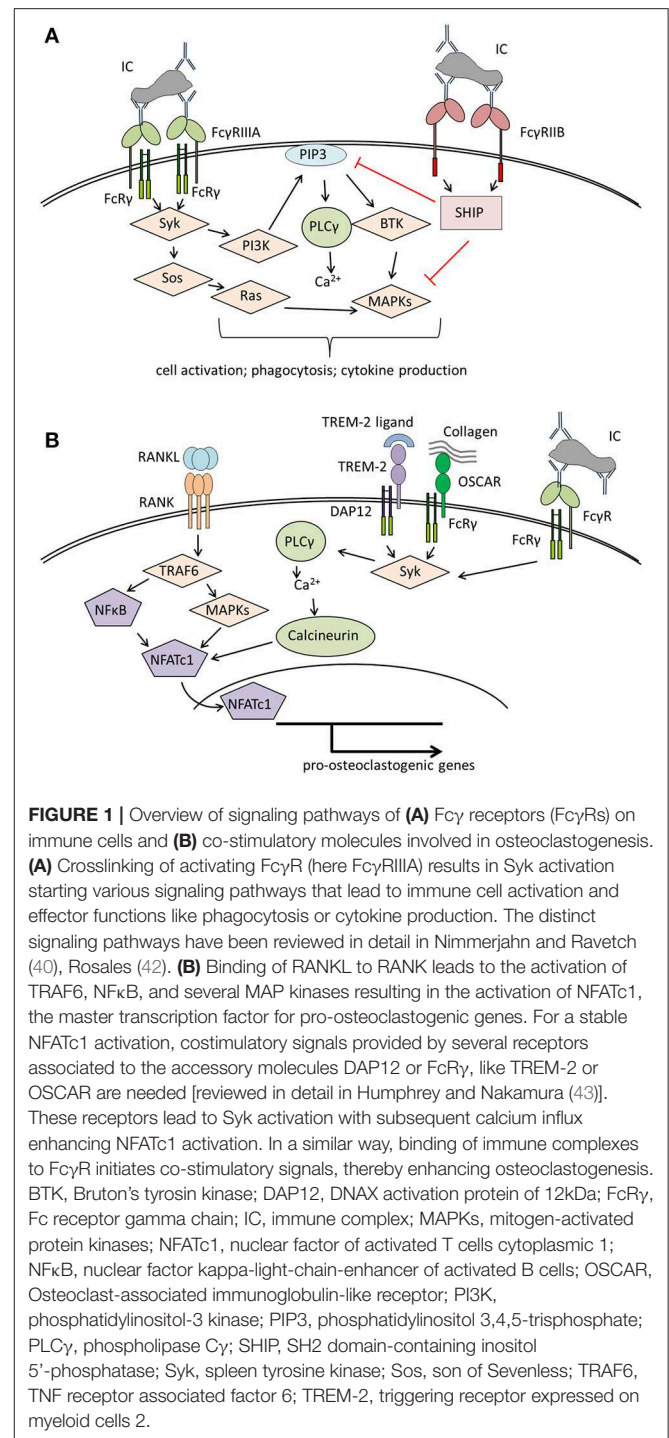 A
IC
IC
FcγRIIIA
FcγRIIB
PIP3
FcRγ
FcRγ
Syk
SHIP
PI3K
PLCγ
BTK
Sos
Ca²⁺
Ras
MAPKs
cell activation; phagocytosis; cytokine production
B
TREM-2 ligand
Collagen
IC
RANKL
TREM-2
OSCAR
RANK
DAP12
FcRγ
FcγR
FcRγ
PLCγ
TRAF6
Syk
Ca²⁺
NFκB
MAPKs
Calcineurin
NFATc1
NFATc1
pro-osteoclastogenic genes
FIGURE 1 | Overview of signaling pathways of (A) Fcγ receptors (FcγRs) on
immune cells and (B) co-stimulatory molecules involved in osteoclastogenesis.
(A) Crosslinking of activating FcγR (here FcγRIIIA) results in Syk activation
starting various signaling pathways that lead to immune cell activation and
effector functions like phagocytosis or cytokine production. The distinct
signaling pathways have been reviewed in detail in Nimmerjahn and Ravetch
(40), Rosales (42). (B) Binding of RANKL to RANK leads to the activation of
TRAF6, NFκB, and several MAP kinases resulting in the activation of NFATc1,
the master transcription factor for pro-osteoclastogenic genes. For a stable
NFATc1 activation, costimulatory signals provided by several receptors
associated to the accessory molecules DAP12 or FcRγ, like TREM-2 or
OSCAR are needed [reviewed in detail in Humphrey and Nakamura (43)].
These receptors lead to Syk activation with subsequent calcium influx
enhancing NFATc1 activation. In a similar way, binding of immune complexes
to FcγR initiates co-stimulatory signals, thereby enhancing osteoclastogenesis.
BTK, Bruton's tyrosin kinase; DAP12, DNAX activation protein of 12kDa; FcRγ,
Fc receptor gamma chain; IC, immune complex; MAPKs, mitogen-activated
protein kinases; NFATc1, nuclear factor of activated T cells cytoplasmic 1;
NFκB, nuclear factor kappa-light-chain-enhancer of activated B cells; OSCAR,
Osteoclast-associated immunoglobulin-like receptor; PI3K,
phosphatidylinositol-3 kinase; PIP3, phosphatidylinositol 3,4,5-trisphosphate;
PLCγ, phospholipase Cγ; SHIP, SH2 domain-containing inositol
5'-phosphatase; Syk, spleen tyrosine kinase; Sos, son of Sevenless; TRAF6,
TNF receptor associated factor 6; TREM-2, triggering receptor expressed on
myeloid cells 2.